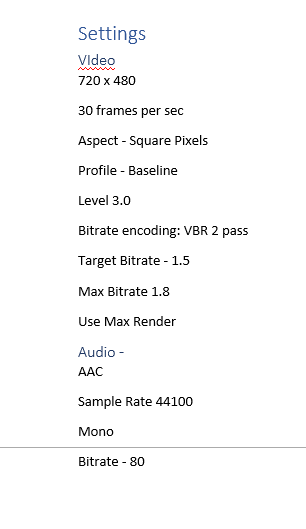 Settings
VIdeo
720 x 480
30 frames per sec
Aspect - Square Pixels
Profile - Baseline
Level 3.0
Bitrate encoding: VBR 2 pass
Target Bitrate - 1.5
Max Bitrate 1.8
Use Max Render
Audio -
AAC
Sample Rate 44100
Mono
Bitrate - 80